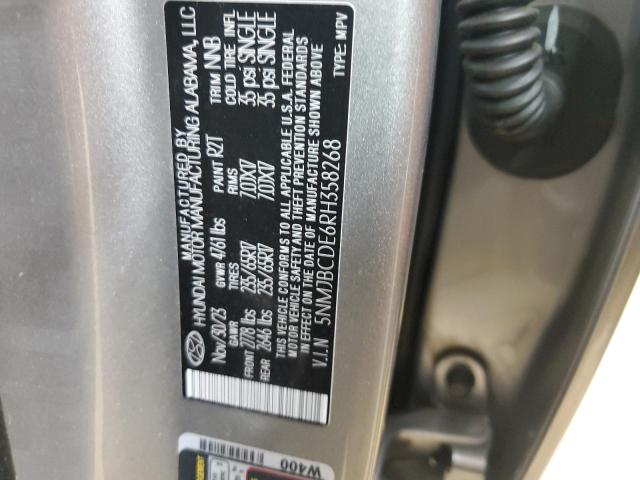 MANUFACTURED BY
HYUNDAI MOTOR MANUFACTURING ALABAMA, LLC
Nov/30/23 GVWR 4761 lbs PAINT R2T TRIM NNB
GAWR TIRES RIMS COLD TIRE INFL
FRONT 2778 lbs 235/65R17 7.0JX17 35 psi SINGLE
REAR 2646 lbs 235/65R17 7.0JX17 35 psi SINGLE
THIS VEHICLE CONFORMS TO ALL APPLICABLE U.S.A. FEDERAL
MOTOR VEHICLE SAFETY AND THEFT PREVENTION STANDARDS
IN EFFECT ON THE DATE OF MANUFACTURE SHOWN ABOVE
V.I.N 5NMJBCDE6RH358268 TYPE: MPV
W400